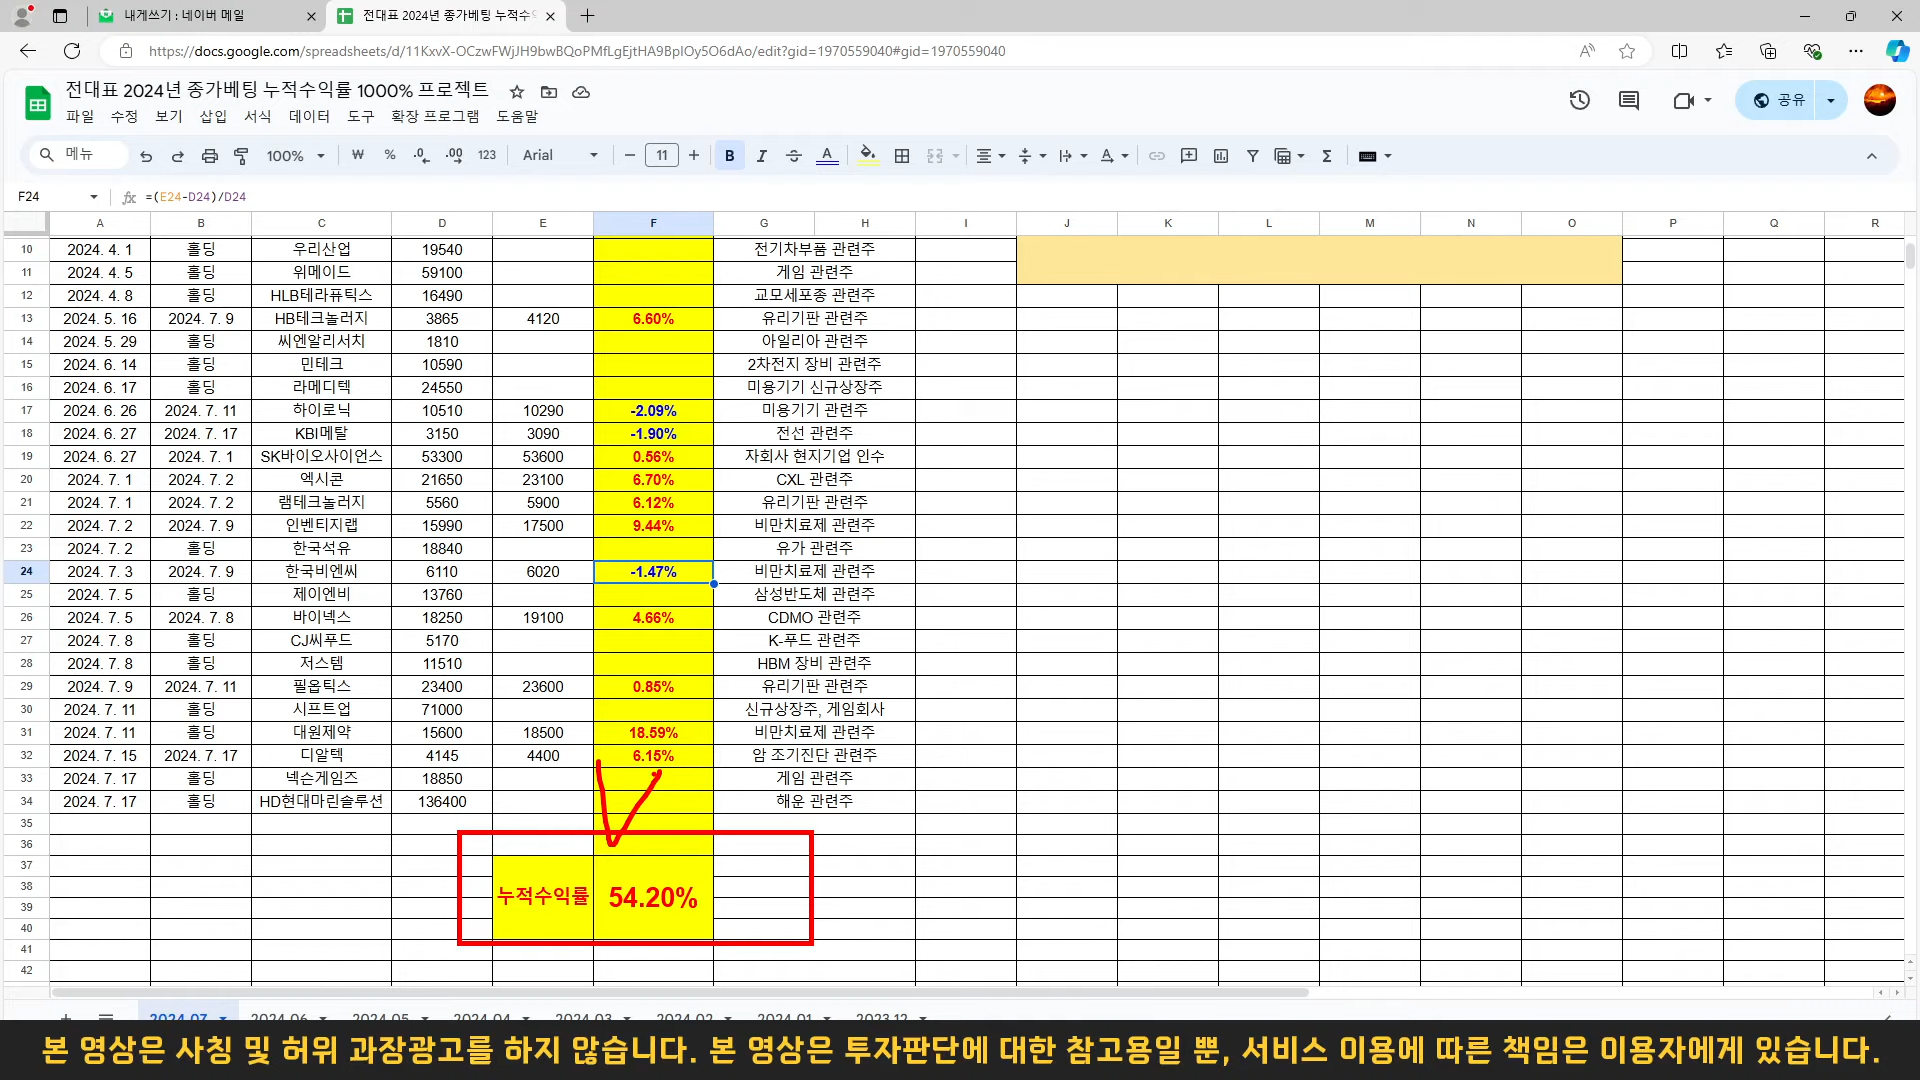 내게쓰기 : 네이버 메일
전대표 2024년 종가베팅 누적수익
https://docs.google.com/spreadsheets/d/11KxvX-OCzwFWjJH9bwBQoPMfLgEjtHA9BpIOy5O6dAo/edit?gid=1970559040#gid=1970559040
전대표 2024년 종가베팅 누적수익률 1000% 프로젝트
파일 수정 보기 삽입 서식 데이터 도구 확장 프로그램 도움말
공유
메뉴 100% ₩ % .0 .00 123 Arial 11 B I
F24 fx =(E24-D24)/D24
A B C D E F G H I J K L M N O P Q R
10 2024. 4. 1 홀딩 우리산업 19540 전기차부품 관련주
11 2024. 4. 5 홀딩 위메이드 59100 게임 관련주
12 2024. 4. 8 홀딩 HLB테라퓨틱스 16490 교모세포종 관련주
13 2024. 5. 16 2024. 7. 9 HB테크놀러지 3865 4120 6.60% 유리기판 관련주
14 2024. 5. 29 홀딩 씨엔알리서치 1810 아일리아 관련주
15 2024. 6. 14 홀딩 민테크 10590 2차전지 장비 관련주
16 2024. 6. 17 홀딩 라메디텍 24550 미용기기 신규상장주
17 2024. 6. 26 2024. 7. 11 하이로닉 10510 10290 -2.09% 미용기기 관련주
18 2024. 6. 27 2024. 7. 17 KBI메탈 3150 3090 -1.90% 전선 관련주
19 2024. 6. 27 2024. 7. 1 SK바이오사이언스 53300 53600 0.56% 자회사 현지기업 인수
20 2024. 7. 1 2024. 7. 2 엑시콘 21650 23100 6.70% CXL 관련주
21 2024. 7. 1 2024. 7. 2 램테크놀러지 5560 5900 6.12% 유리기판 관련주
22 2024. 7. 2 2024. 7. 9 인벤티지랩 15990 17500 9.44% 비만치료제 관련주
23 2024. 7. 2 홀딩 한국석유 18840 유가 관련주
24 2024. 7. 3 2024. 7. 9 한국비엔씨 6110 6020 -1.47% 비만치료제 관련주
25 2024. 7. 5 홀딩 제이엔비 13760 삼성반도체 관련주
26 2024. 7. 5 2024. 7. 8 바이넥스 18250 19100 4.66% CDMO 관련주
27 2024. 7. 8 홀딩 CJ씨푸드 5170 K-푸드 관련주
28 2024. 7. 8 홀딩 저스템 11510 HBM 장비 관련주
29 2024. 7. 9 2024. 7. 11 필옵틱스 23400 23600 0.85% 유리기판 관련주
30 2024. 7. 11 홀딩 시프트업 71000 신규상장주, 게임회사
31 2024. 7. 11 홀딩 대원제약 15600 18500 18.59% 비만치료제 관련주
32 2024. 7. 15 2024. 7. 17 디알텍 4145 4400 6.15% 암 조기진단 관련주
33 2024. 7. 17 홀딩 넥슨게임즈 18850 게임 관련주
34 2024. 7. 17 홀딩 HD현대마린솔루션 136400 해운 관련주
35
36
37
38 누적수익률 54.20%
39
40
41
42
2024.07 2024.06 2024.05 2024.04 2024.03 2024.02 2024.01 2023.12
본 영상은 사칭 및 허위 과장광고를 하지 않습니다. 본 영상은 투자판단에 대한 참고용일 뿐, 서비스 이용에 따른 책임은 이용자에게 있습니다.